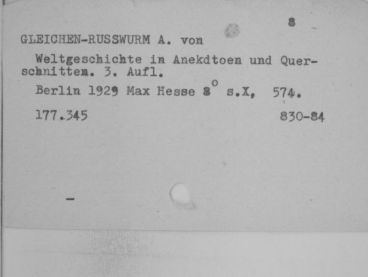 8
GLEICHEN-RUSSWURM A. von
Weltgeschichte in Anekdtoen und Quer-
schnitten. 3. Aufl.
Berlin 1929 Max Hesse 8° s.X, 574.
177.345 830-84